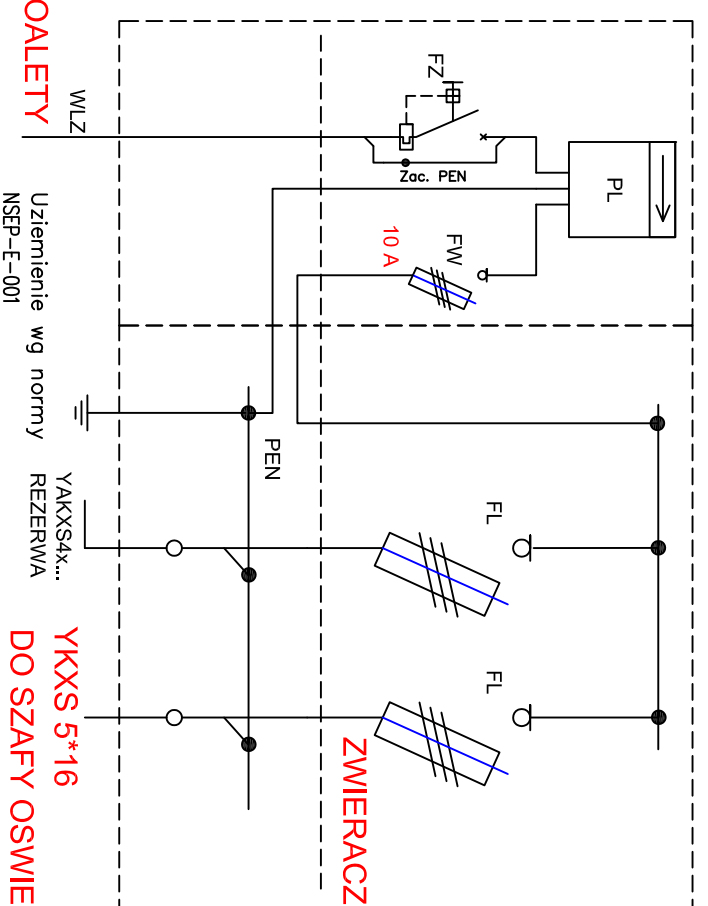 PL
FZ
Zac. PEN
WLZ
OALETY
FW
10 A
Uziemienie wg normy
NSEP-E-001
PEN
FL
FL
YAKXS4x...
REZERWA
ZWIERACZ
YKXS 5*16
DO SZAFY OSWIE